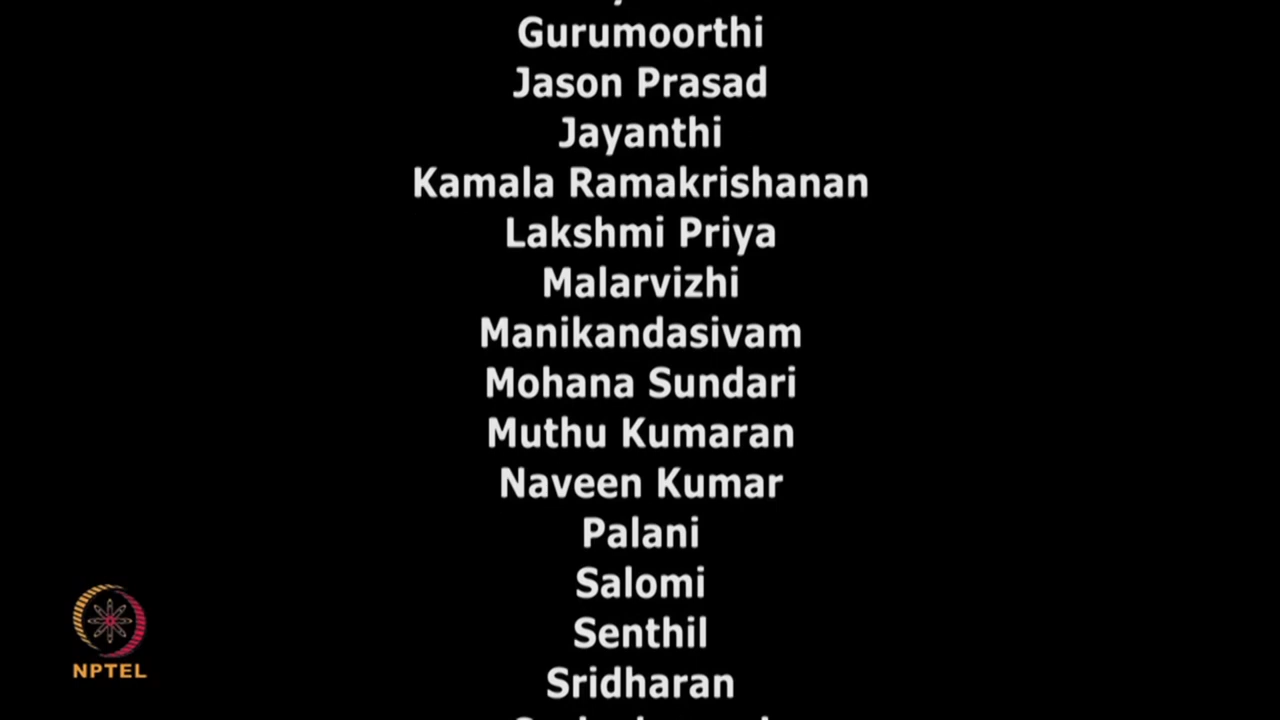 Gurumoorthi
Jason Prasad
Jayanthi
Kamala Ramakrishanan
Lakshmi Priya
Malarvizhi
Manikandasivam
Mohana Sundari
Muthu Kumaran
Naveen Kumar
Palani
Salomi
Senthil
Sridharan
NPTEL